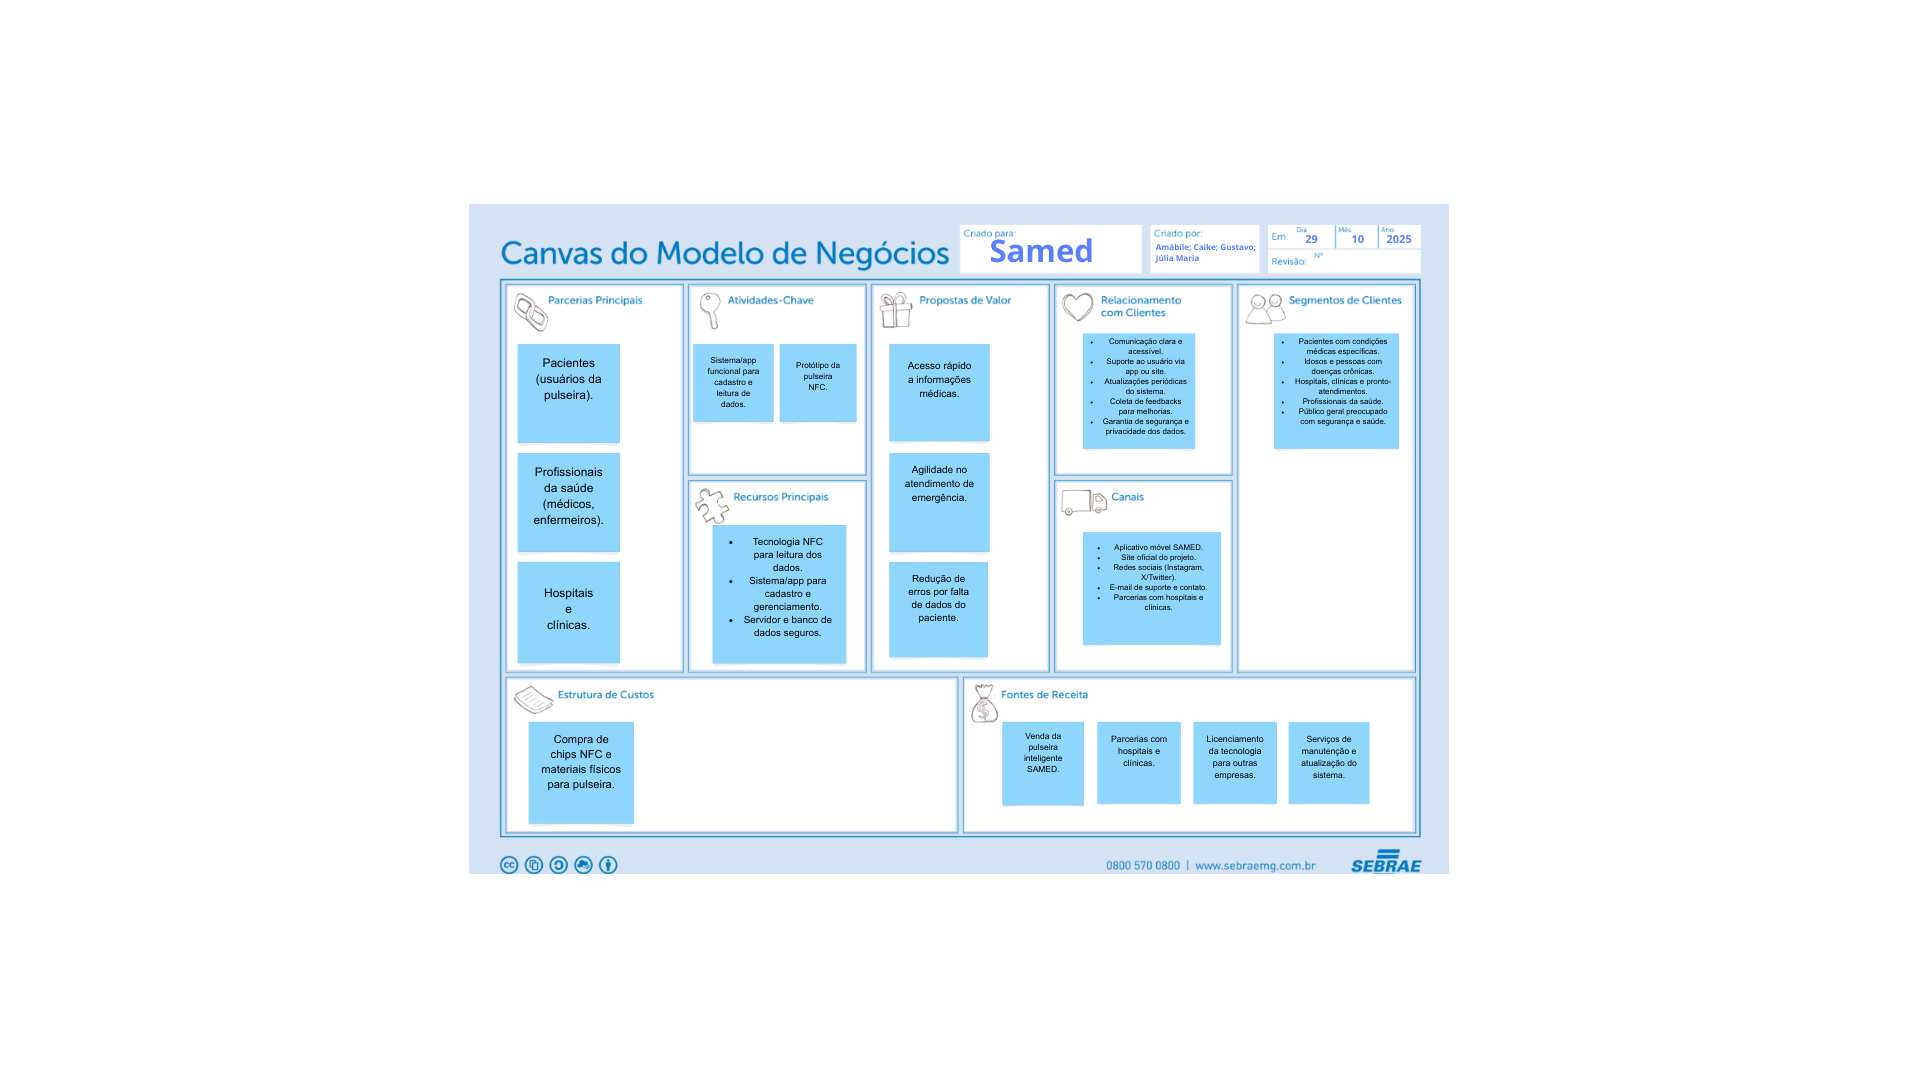 Canvas do Modelo de Negócios
Criado para:
Samed
Criado por:
Amábile; Caike; Gustavo;
Júlia Maria
Em:
Dia
29
Mês
10
Ano
2025
Revisão:
Nº
Parcerias Principais
Pacientes
(usuários da
pulseira).
Profissionais
da saúde
(médicos,
enfermeiros).
Hospitais
e
clínicas.
Atividades-Chave
Sistema/app
funcional para
cadastro e
leitura de
dados.
Protótipo da
pulseira
NFC.
Recursos Principais
• Tecnologia NFC
para leitura dos
dados.
• Sistema/app para
cadastro e
gerenciamento.
• Servidor e banco de
dados seguros.
Propostas de Valor
Acesso rápido
a informações
médicas.
Agilidade no
atendimento de
emergência.
Redução de
erros por falta
de dados do
paciente.
Relacionamento
com Clientes
• Comunicação clara e
acessível.
• Suporte ao usuário via
app ou site.
• Atualizações periódicas
do sistema.
• Coleta de feedbacks
para melhorias.
• Garantia de segurança e
privacidade dos dados.
Canais
• Aplicativo móvel SAMED.
• Site oficial do projeto.
• Redes sociais (Instagram,
X/Twitter).
• E-mail de suporte e contato.
• Parcerias com hospitais e
clínicas.
Segmentos de Clientes
• Pacientes com condições
médicas específicas.
• Idosos e pessoas com
doenças crônicas.
• Hospitais, clínicas e pronto-
atendimentos.
• Profissionais da saúde.
• Público geral preocupado
com segurança e saúde.
Estrutura de Custos
Compra de
chips NFC e
materiais físicos
para pulseira.
Fontes de Receita
Venda da
pulseira
inteligente
SAMED.
Parcerias com
hospitais e
clínicas.
Licenciamento
da tecnologia
para outras
empresas.
Serviços de
manutenção e
atualização do
sistema.
cc
0800 570 0800 | www.sebraemg.com.br
SEBRAE